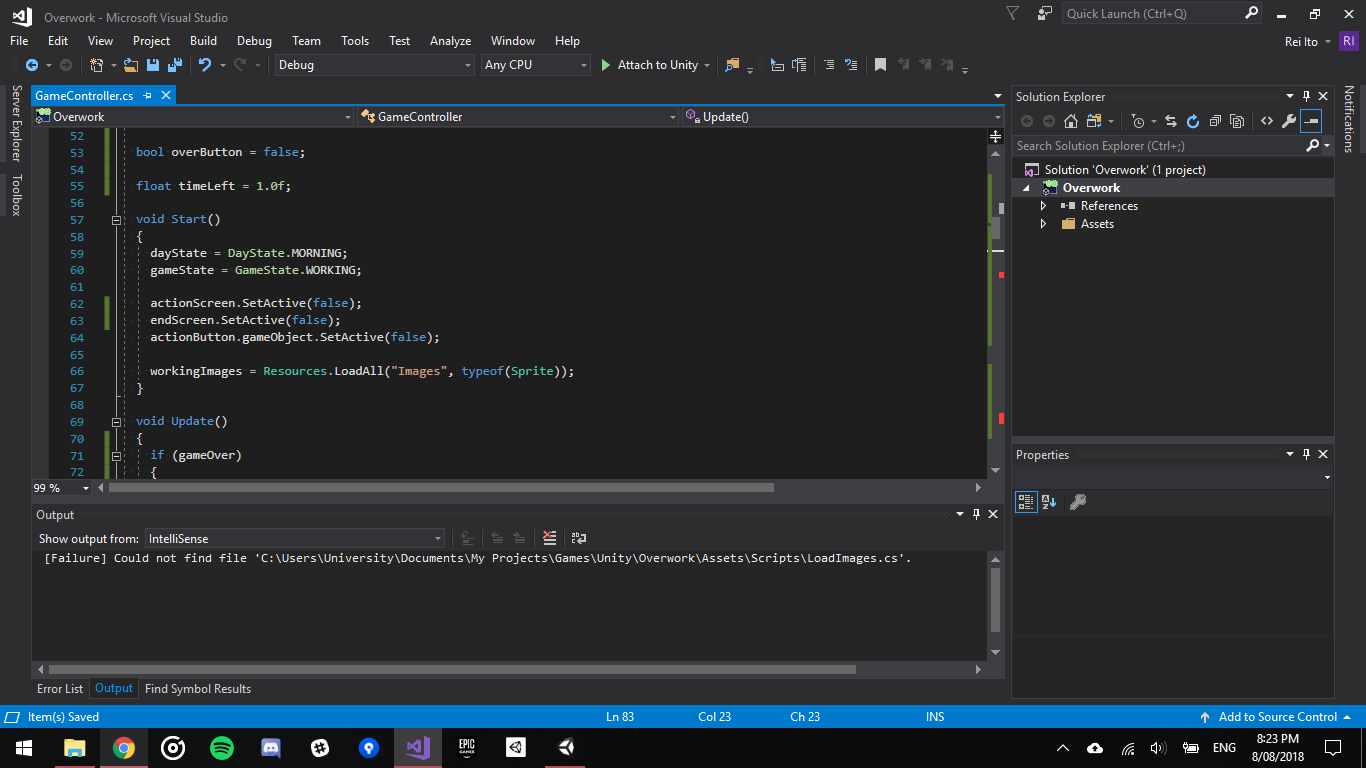 Overwork - Microsoft Visual Studio
Quick Launch (Ctrl+Q)
File Edit View Project Build Debug Team Tools Test Analyze Window Help
Rei Ito RI
Debug Any CPU Attach to Unity
Server Explorer
Toolbox
GameController.cs
Overwork GameController Update()
52
53 bool overButton = false;
54
55 float timeLeft = 1.0f;
56
57 void Start()
58 {
59 dayState = DayState.MORNING;
60 gameState = GameState.WORKING;
61
62 actionScreen.SetActive(false);
63 endScreen.SetActive(false);
64 actionButton.gameObject.SetActive(false);
65
66 workingImages = Resources.LoadAll("Images", typeof(Sprite));
67 }
68
69 void Update()
70 {
71 if (gameOver)
72 {
99 %
Output
Show output from: IntelliSense
[Failure] Could not find file 'C:\Users\University\Documents\My Projects\Games\Unity\Overwork\Assets\Scripts\LoadImages.cs'.
Error List Output Find Symbol Results
Solution Explorer
Search Solution Explorer (Ctrl+;)
Solution 'Overwork' (1 project)
Overwork
References
Assets
Properties
Notifications
Item(s) Saved Ln 83 Col 23 Ch 23 INS Add to Source Control
EPIC GAMES
ENG
8:23 PM
8/08/2018